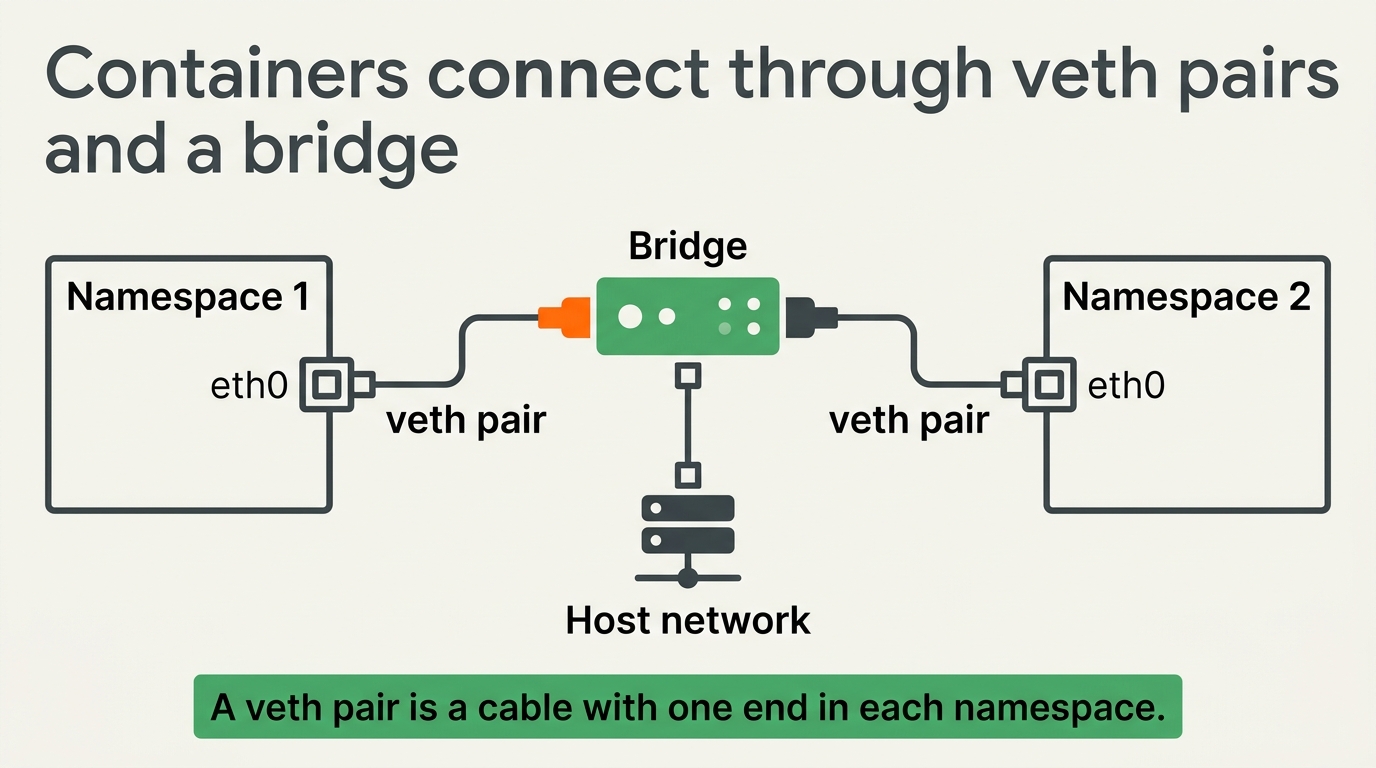 Containers connect through veth pairs
and a bridge
Bridge
Namespace 1
Namespace 2
eth0
eth0
veth pair
veth pair
Host network
A veth pair is a cable with one end in each namespace.